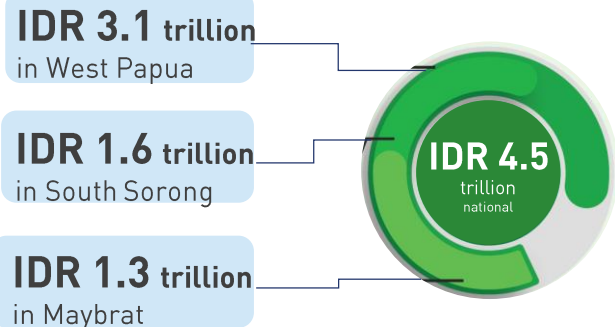 IDR 3.1 trillion
in West Papua
IDR 1.6 trillion
in South Sorong
IDR 1.3 trillion
in Maybrat
IDR 4.5
trillion
national